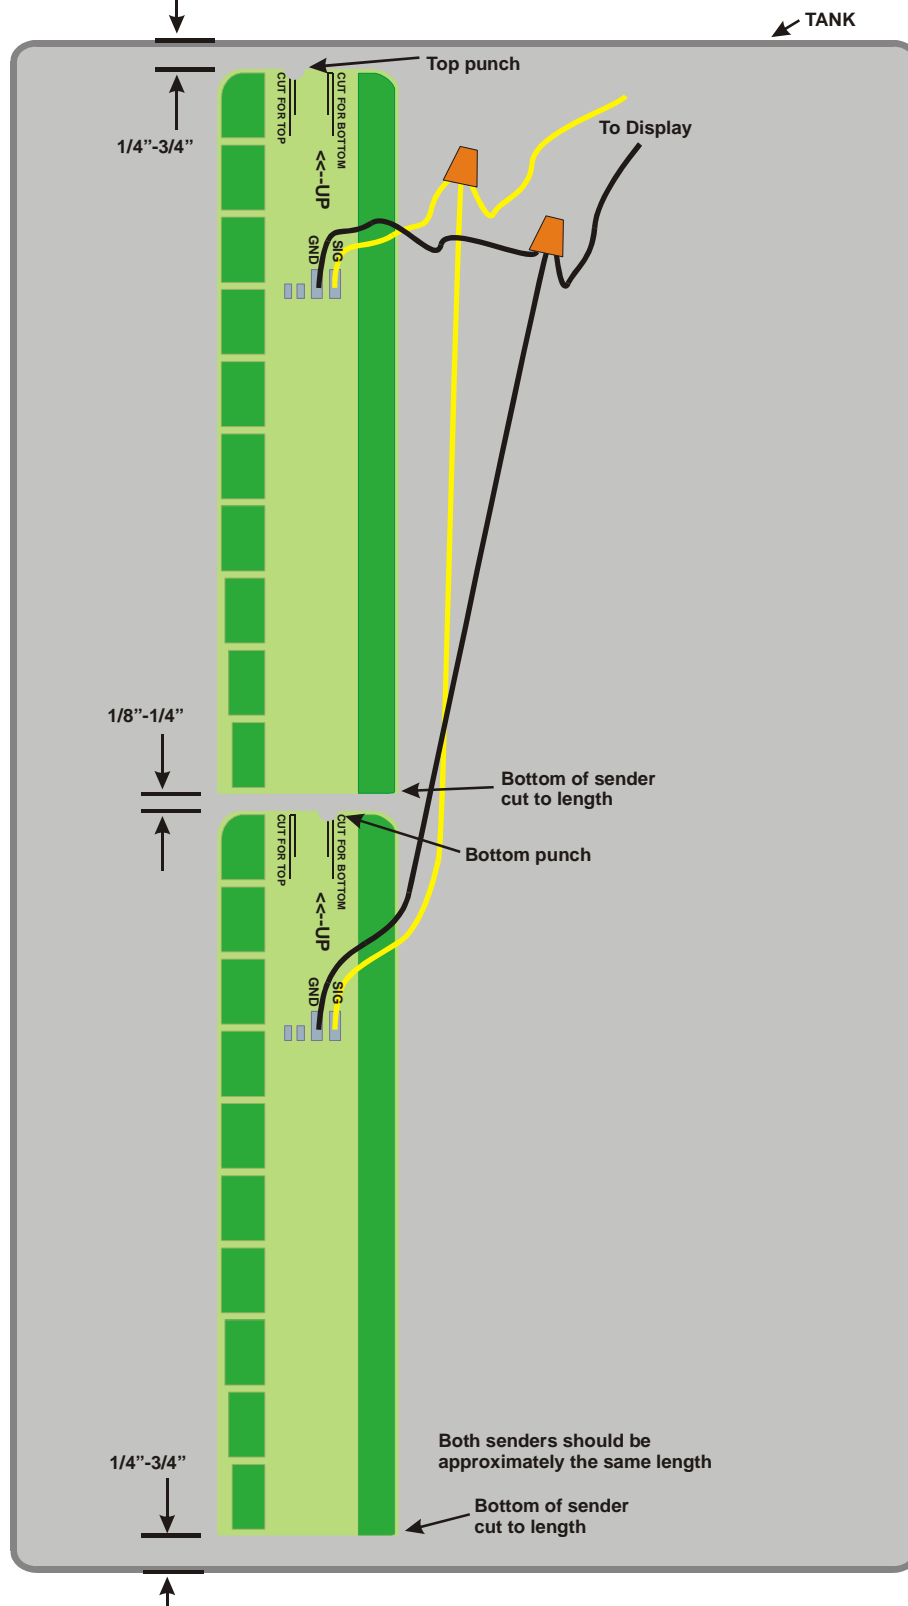 TANK
Top punch
CUT FOR TOP
CUT FOR BOTTOM
1/4”-3/4”
To Display
<<--UP
GND
SIG
1/8”-1/4”
Bottom of sender
cut to length
CUT FOR TOP
CUT FOR BOTTOM
Bottom punch
<<--UP
GND
SIG
Both senders should be
approximately the same length
1/4”-3/4”
Bottom of sender
cut to length